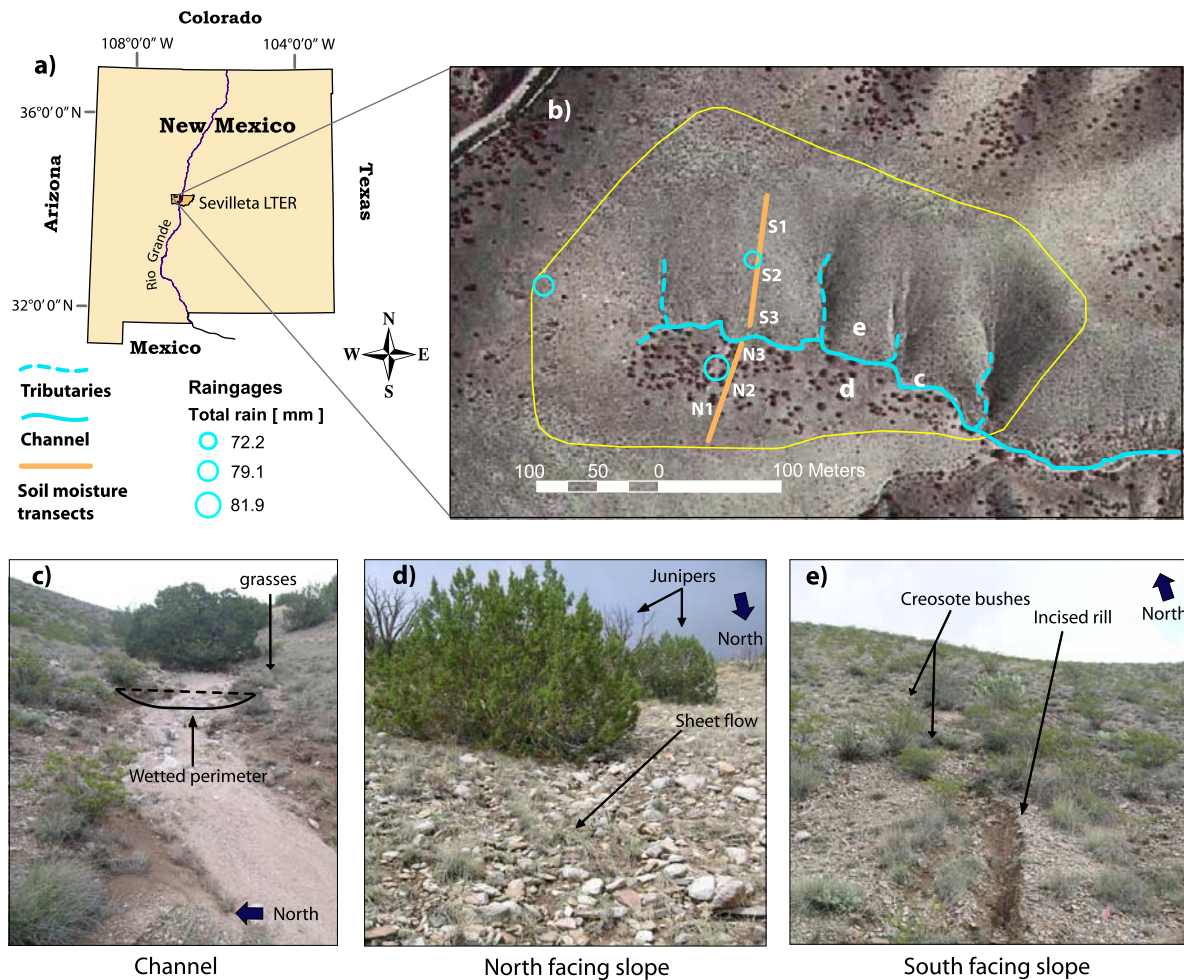 Colorado
108°0'0" W
104°0'0" W
a)
36°0'0" N
New Mexico
Arizona
Texas
Sevilleta LTER
Rio Grande
32°0'0" N
Mexico
N
W
E
S
Tributaries
Channel
Soil moisture
transects
Raingages
Total rain [ mm ]
72.2
79.1
81.9
b)
S1
S2
S3
e
N3
c
N2
d
N1
100 50 0 100 Meters
c)
grasses
Wetted perimeter
North
Channel
d)
Junipers
North
Sheet flow
North facing slope
e)
Creosote bushes
North
Incised rill
South facing slope